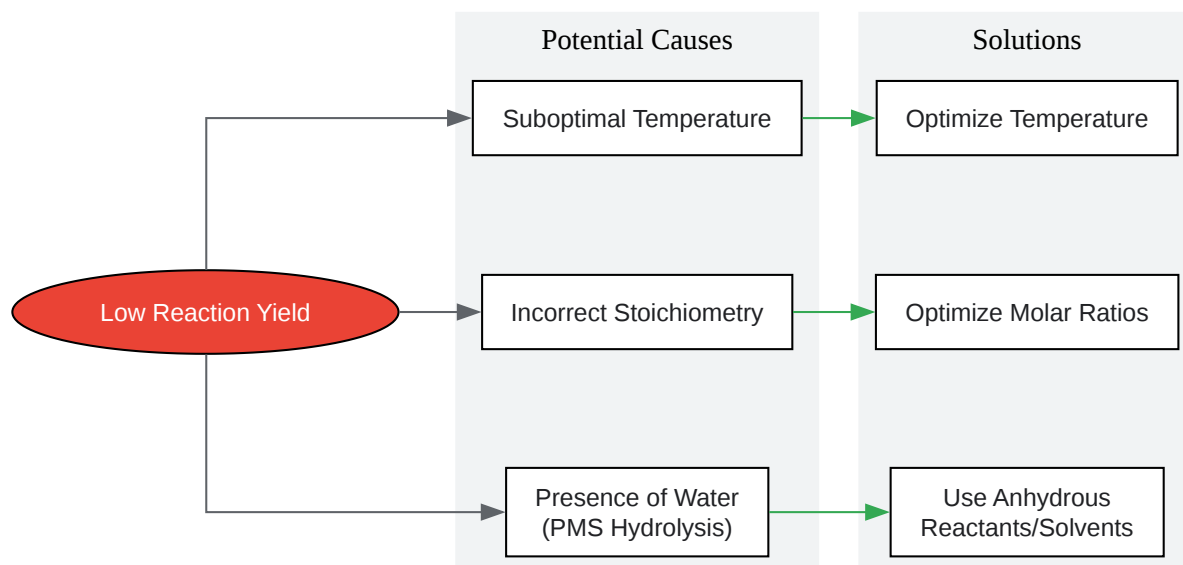 Potential Causes
Solutions
Suboptimal Temperature
Optimize Temperature
Low Reaction Yield
Incorrect Stoichiometry
Optimize Molar Ratios
Presence of Water
(PMS Hydrolysis)
Use Anhydrous
Reactants/Solvents